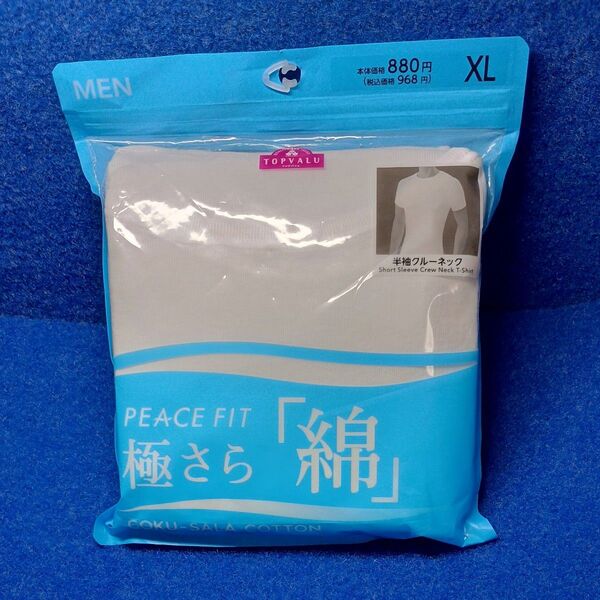 MEN
本体価格 880円
(税込価格 968円)
XL
TOPVALU
半袖クルーネック
Short Sleeve Crew Neck T-Shirt
PEACE FIT
極さら「綿」
COKU-SALA COTTON